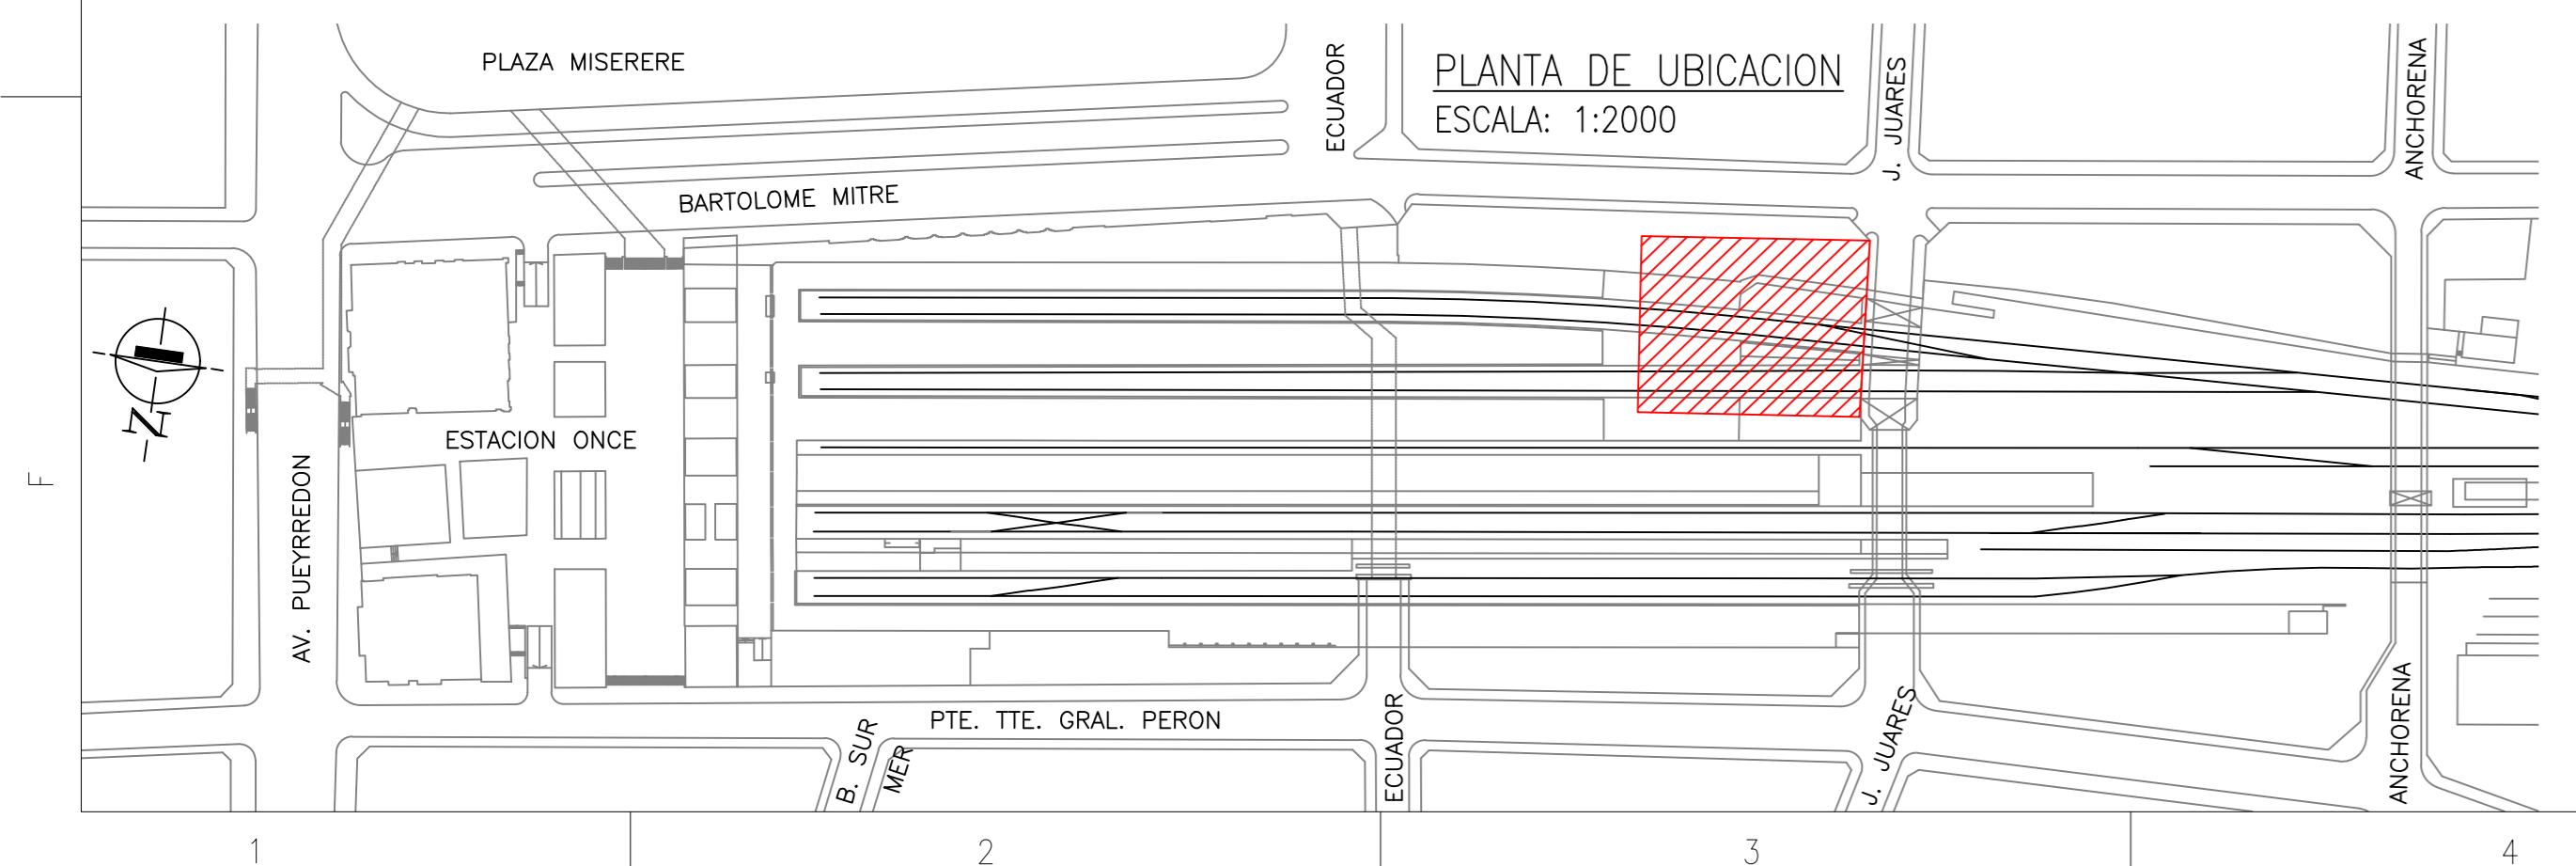 PLAZA MISERERE
ECUADOR
PLANTA DE UBICACION
ESCALA: 1:2000
J. JUARES
ANCHORENA
BARTOLOME MITRE
N
ESTACION ONCE
F
AV. PUEYRREDON
PTE. TTE. GRAL. PERON
B. SUR
MER
ECUADOR
J. JUARES
ANCHORENA
1
2
3
4